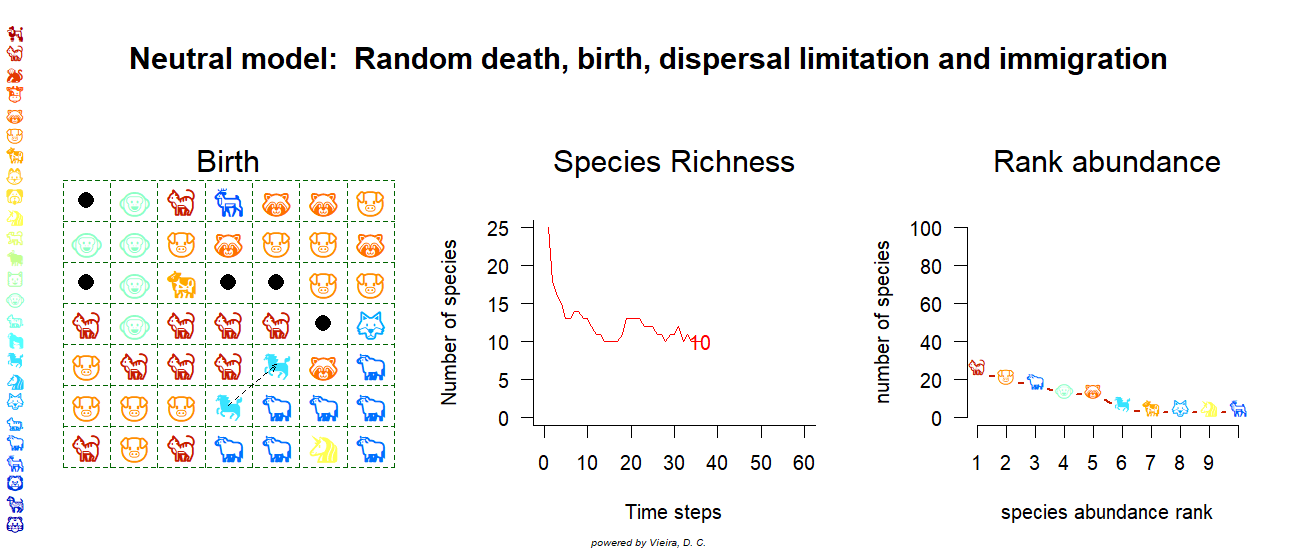 Neutral model:  Random death, birth, dispersal limitation and immigration
Birth
Species Richness
Number of species
25
20
15
10
5
0
10
0 10 20 30 40 50 60
Time steps
Rank abundance
number of species
100
80
60
40
20
0
1 2 3 4 5 6 7 8 9
species abundance rank
powered by Vieira, D. C.